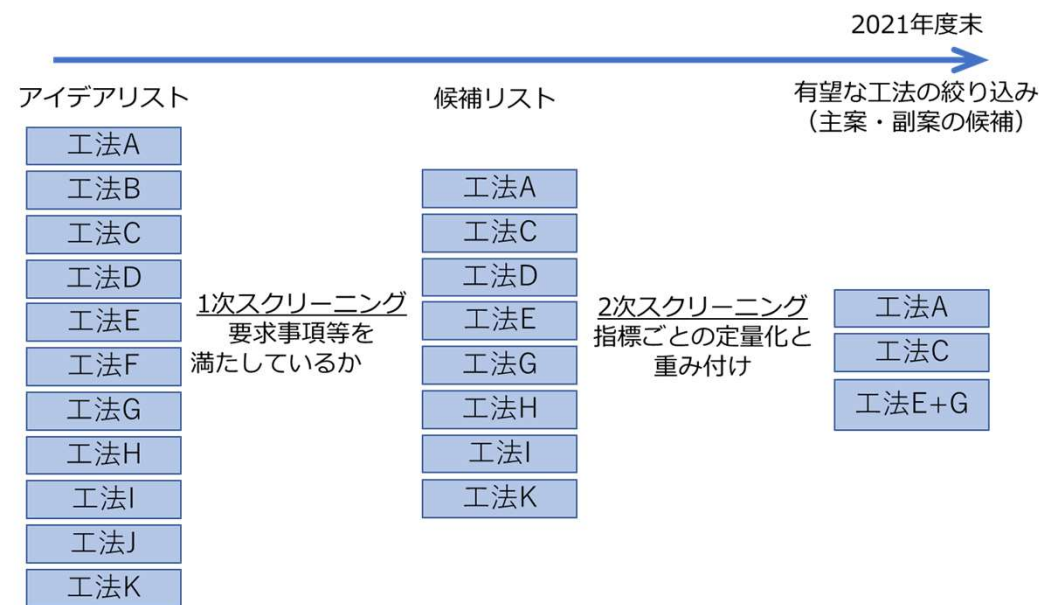 2021年度末
アイデアリスト
候補リスト
有望な工法の絞り込み
（主案・副案の候補）
工法A
工法B
工法C
工法D
工法E
工法F
工法G
工法H
工法I
工法J
工法K
1次スクリーニング
要求事項等を
満たしているか
工法A
工法C
工法D
工法E
工法G
工法H
工法I
工法K
2次スクリーニング
指標ごとの定量化と
重み付け
工法A
工法C
工法E+G